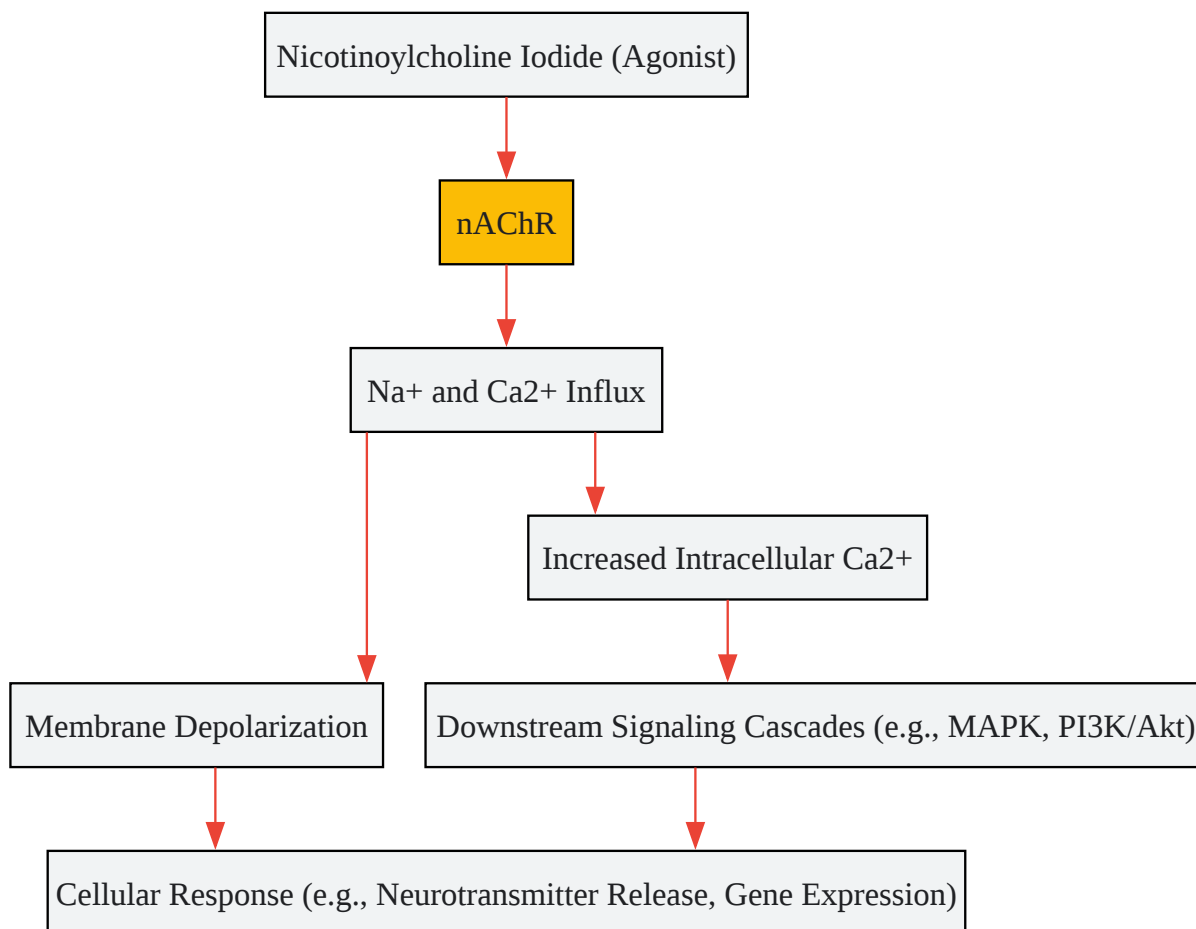 Nicotinoylcholine Iodide (Agonist)
nAChR
Na+ and Ca2+ Influx
Increased Intracellular Ca2+
Membrane Depolarization
Downstream Signaling Cascades (e.g., MAPK, PI3K/Akt)
Cellular Response (e.g., Neurotransmitter Release, Gene Expression)